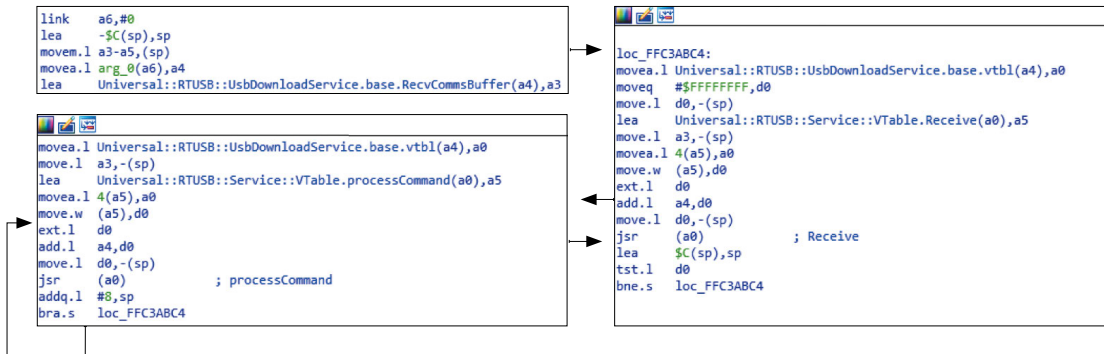 link a6,#0
lea -$C(sp),sp
movem.l a3-a5,(sp)
movea.l arg_0(a6),a4
lea Universal::RTUSB::UsbDownloadService.base.RecvCommsBuffer(a4),a3
loc_FFC3ABC4:
movea.l Universal::RTUSB::UsbDownloadService.base.vtbl(a4),a0
moveq #$FFFFFFFF,d0
move.l d0,-(sp)
lea Universal::RTUSB::Service::VTable.Receive(a0),a5
move.l a3,-(sp)
movea.l 4(a5),a0
move.w (a5),d0
ext.l d0
add.l a4,d0
move.l d0,-(sp)
jsr (a0) ; Receive
lea $C(sp),sp
tst.l d0
bne.s loc_FFC3ABC4
movea.l Universal::RTUSB::UsbDownloadService.base.vtbl(a4),a0
move.l a3,-(sp)
lea Universal::RTUSB::Service::VTable.processCommand(a0),a5
movea.l 4(a5),a0
move.w (a5),d0
ext.l d0
add.l a4,d0
move.l d0,-(sp)
jsr (a0) ; processCommand
addq.l #8,sp
bra.s loc_FFC3ABC4